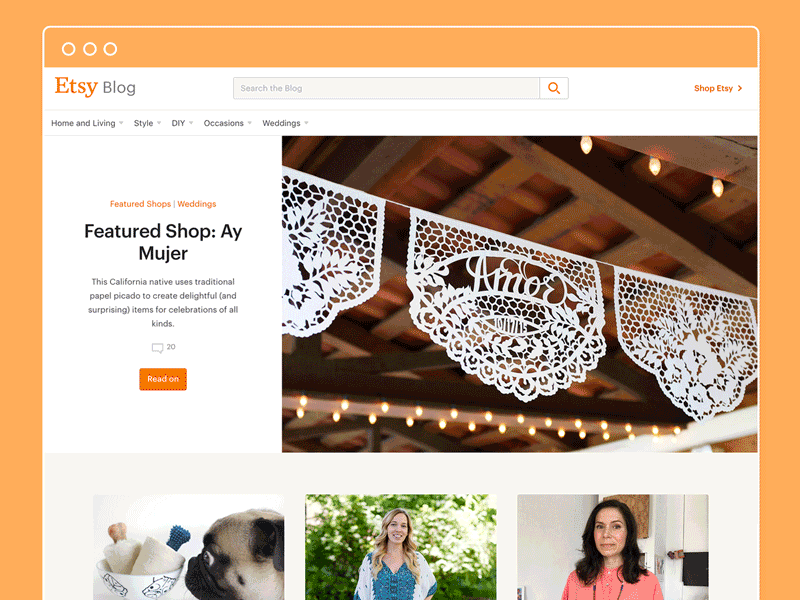 Etsy Blog
Search the Blog
Shop Etsy
Home and Living
Style
DIY
Occasions
Weddings
Featured Shops | Weddings
Featured Shop: Ay
Mujer
This California native uses traditional
papel picado to create delightful (and
surprising) items for celebrations of all
kinds.
20
Read on
Amor